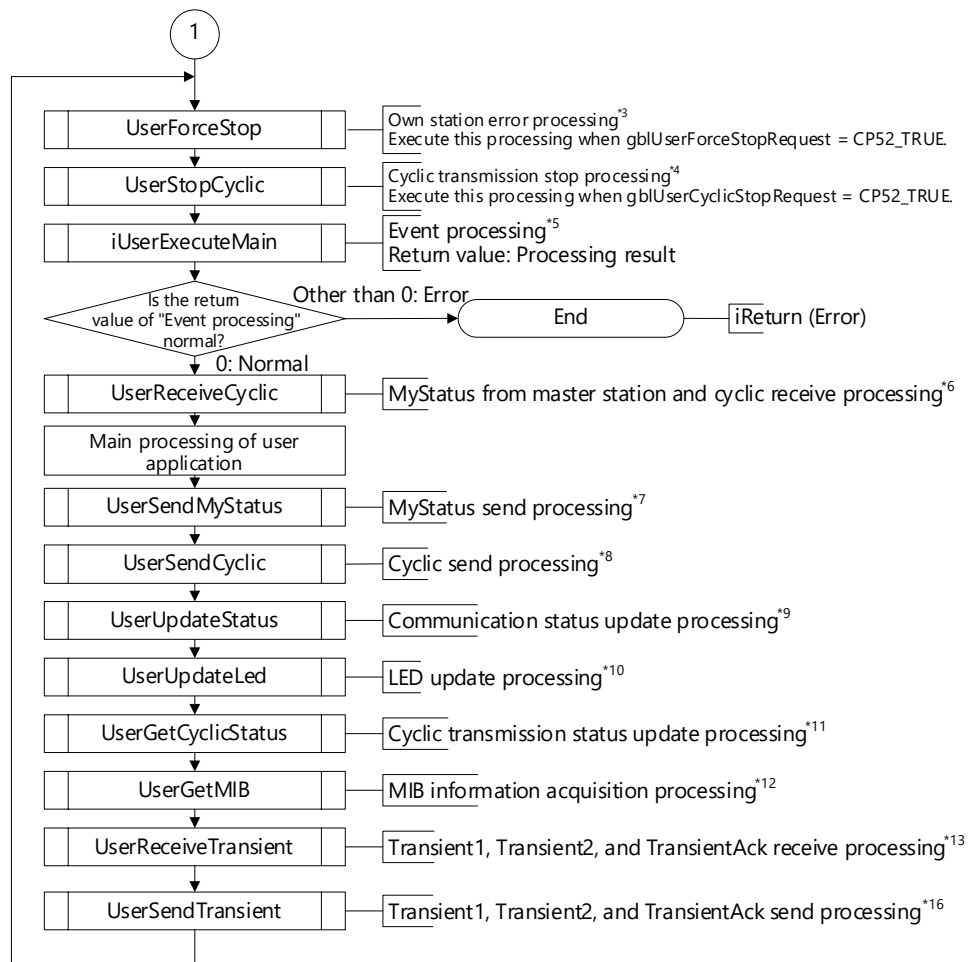 1
UserForceStop
Own station error processing*3
Execute this processing when gblUserForceStopRequest = CP52_TRUE.
UserStopCyclic
Cyclic transmission stop processing*4
Execute this processing when gblUserCyclicStopRequest = CP52_TRUE.
iUserExecuteMain
Event processing*5
Return value: Processing result
Is the return
value of "Event processing"
normal?
Other than 0: Error
End
iReturn (Error)
0: Normal
UserReceiveCyclic
MyStatus from master station and cyclic receive processing*6
Main processing of user
application
UserSendMyStatus
MyStatus send processing*7
UserSendCyclic
Cyclic send processing*8
UserUpdateStatus
Communication status update processing*9
UserUpdateLed
LED update processing*10
UserGetCyclicStatus
Cyclic transmission status update processing*11
UserGetMIB
MIB information acquisition processing*12
UserReceiveTransient
Transient1, Transient2, and TransientAck receive processing*13
UserSendTransient
Transient1, Transient2, and TransientAck send processing*16